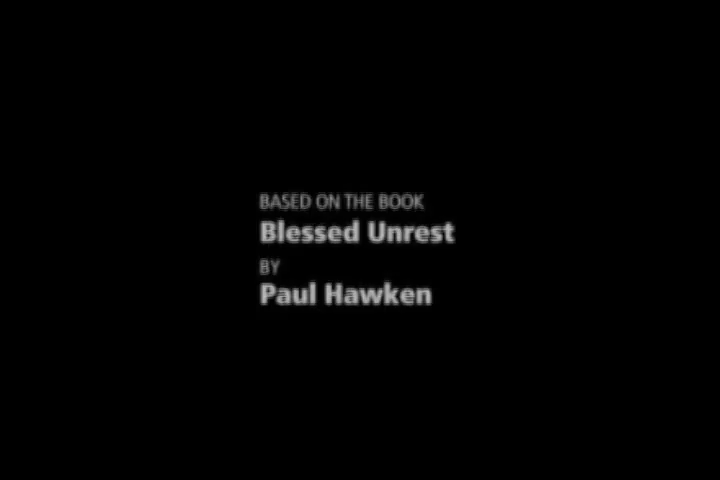 BASED ON THE BOOK
Blessed Unrest
BY
Paul Hawken